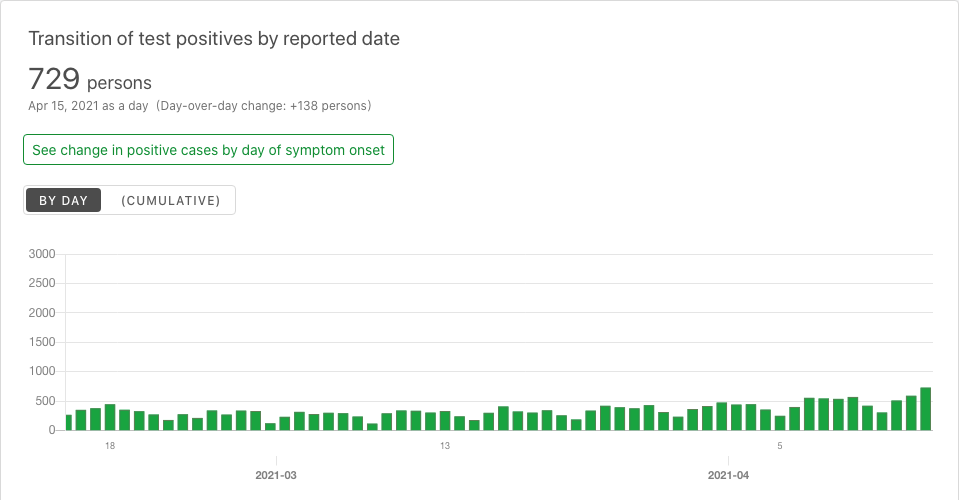 Transition of test positives by reported date
729 persons
Apr 15, 2021 as a day (Day-over-day change: +138 persons)
See change in positive cases by day of symptom onset
BY DAY (CUMULATIVE)
3000
2500
2000
1500
1000
500
0
18 13 5
2021-03 2021-04